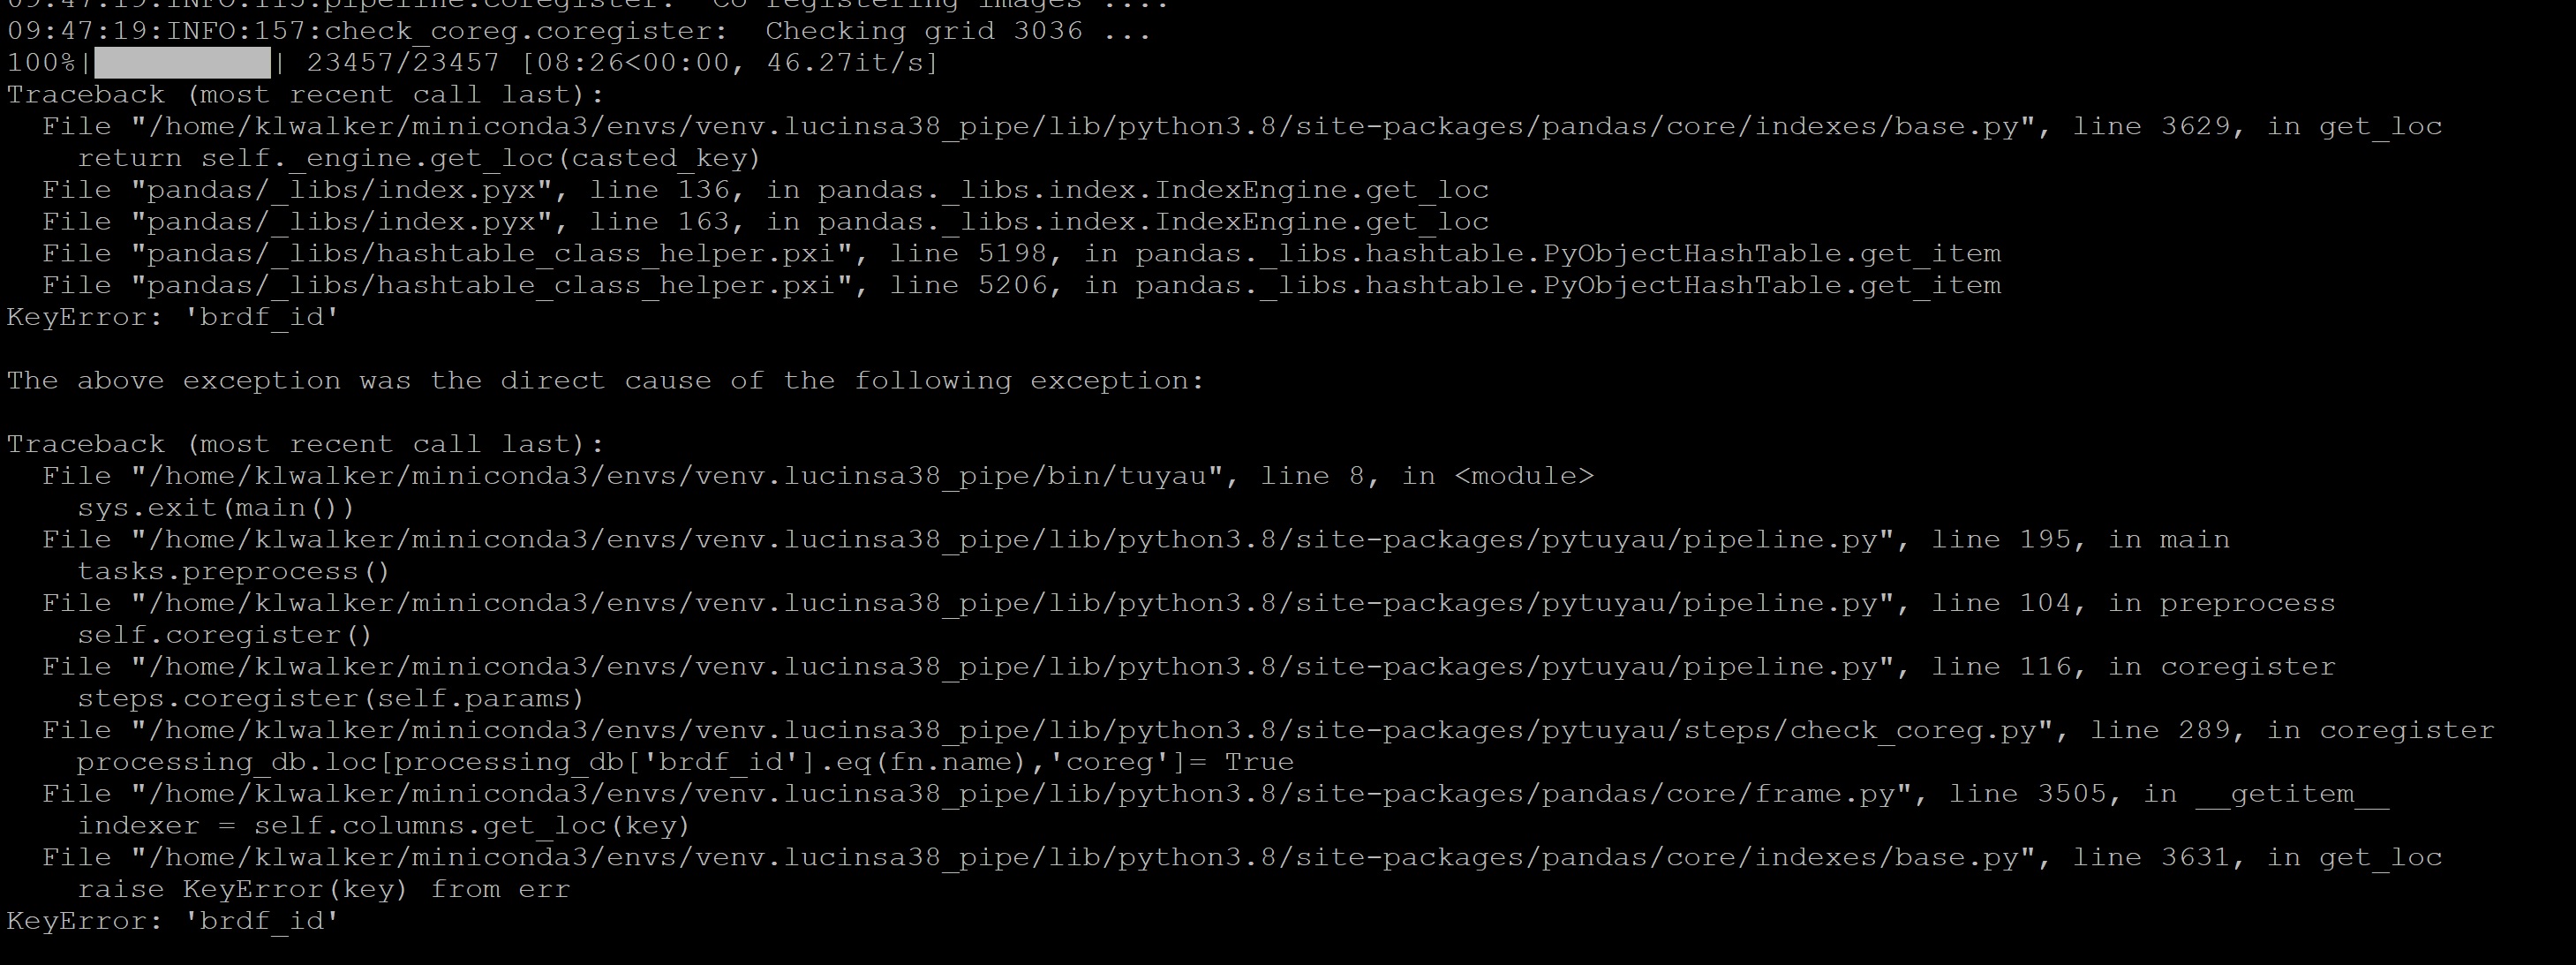 09:47:19:INFO:115:pipeline.coregister:  Co registering images ....
09:47:19:INFO:157:check_coreg.coregister:  Checking grid 3036 ...
100%|          | 23457/23457 [08:26<00:00, 46.27it/s]
Traceback (most recent call last):
  File "/home/klwalker/miniconda3/envs/venv.lucinsa38_pipe/lib/python3.8/site-packages/pandas/core/indexes/base.py", line 3629, in get_loc
    return self._engine.get_loc(casted_key)
  File "pandas/_libs/index.pyx", line 136, in pandas._libs.index.IndexEngine.get_loc
  File "pandas/_libs/index.pyx", line 163, in pandas._libs.index.IndexEngine.get_loc
  File "pandas/_libs/hashtable_class_helper.pxi", line 5198, in pandas._libs.hashtable.PyObjectHashTable.get_item
  File "pandas/_libs/hashtable_class_helper.pxi", line 5206, in pandas._libs.hashtable.PyObjectHashTable.get_item
KeyError: 'brdf_id'

The above exception was the direct cause of the following exception:

Traceback (most recent call last):
  File "/home/klwalker/miniconda3/envs/venv.lucinsa38_pipe/bin/tuyau", line 8, in <module>
    sys.exit(main())
  File "/home/klwalker/miniconda3/envs/venv.lucinsa38_pipe/lib/python3.8/site-packages/pytuyau/pipeline.py", line 195, in main
    tasks.preprocess()
  File "/home/klwalker/miniconda3/envs/venv.lucinsa38_pipe/lib/python3.8/site-packages/pytuyau/pipeline.py", line 104, in preprocess
    self.coregister()
  File "/home/klwalker/miniconda3/envs/venv.lucinsa38_pipe/lib/python3.8/site-packages/pytuyau/pipeline.py", line 116, in coregister
    steps.coregister(self.params)
  File "/home/klwalker/miniconda3/envs/venv.lucinsa38_pipe/lib/python3.8/site-packages/pytuyau/steps/check_coreg.py", line 289, in coregister
    processing_db.loc[processing_db['brdf_id'].eq(fn.name),'coreg']= True
  File "/home/klwalker/miniconda3/envs/venv.lucinsa38_pipe/lib/python3.8/site-packages/pandas/core/frame.py", line 3505, in __getitem__
    indexer = self.columns.get_loc(key)
  File "/home/klwalker/miniconda3/envs/venv.lucinsa38_pipe/lib/python3.8/site-packages/pandas/core/indexes/base.py", line 3631, in get_loc
    raise KeyError(key) from err
KeyError: 'brdf_id'